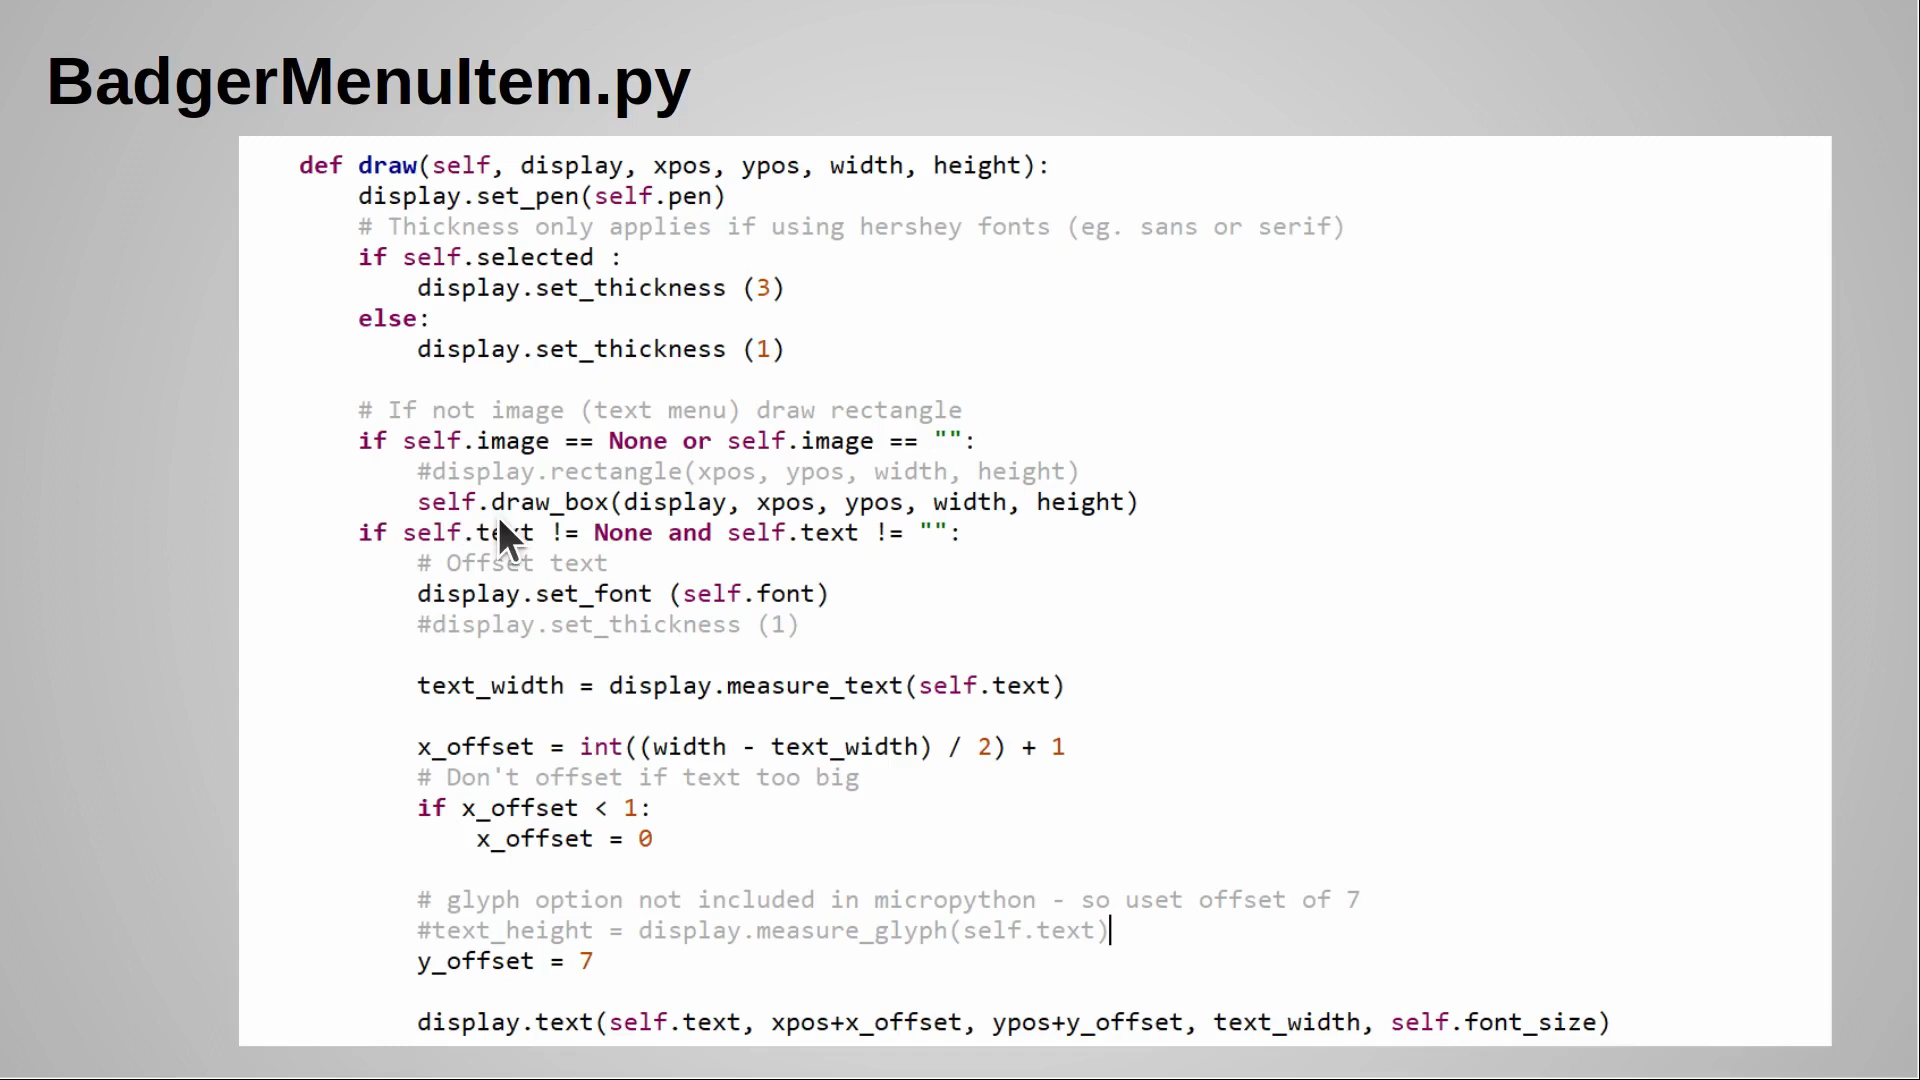 BadgerMenuItem.py
def draw(self, display, xpos, ypos, width, height):
display.set_pen(self.pen)
# Thickness only applies if using hershey fonts (eg. sans or serif)
if self.selected :
display.set_thickness (3)
else:
display.set_thickness (1)
# If not image (text menu) draw rectangle
if self.image == None or self.image == "":
#display.rectangle(xpos, ypos, width, height)
self.draw_box(display, xpos, ypos, width, height)
if self.text != None and self.text != "":
# Offset text
display.set_font (self.font)
#display.set_thickness (1)
text_width = display.measure_text(self.text)
x_offset = int((width - text_width) / 2) + 1
# Don't offset if text too big
if x_offset < 1:
x_offset = 0
# glyph option not included in micropython - so uset offset of 7
#text_height = display.measure_glyph(self.text)
y_offset = 7
display.text(self.text, xpos+x_offset, ypos+y_offset, text_width, self.font_size)